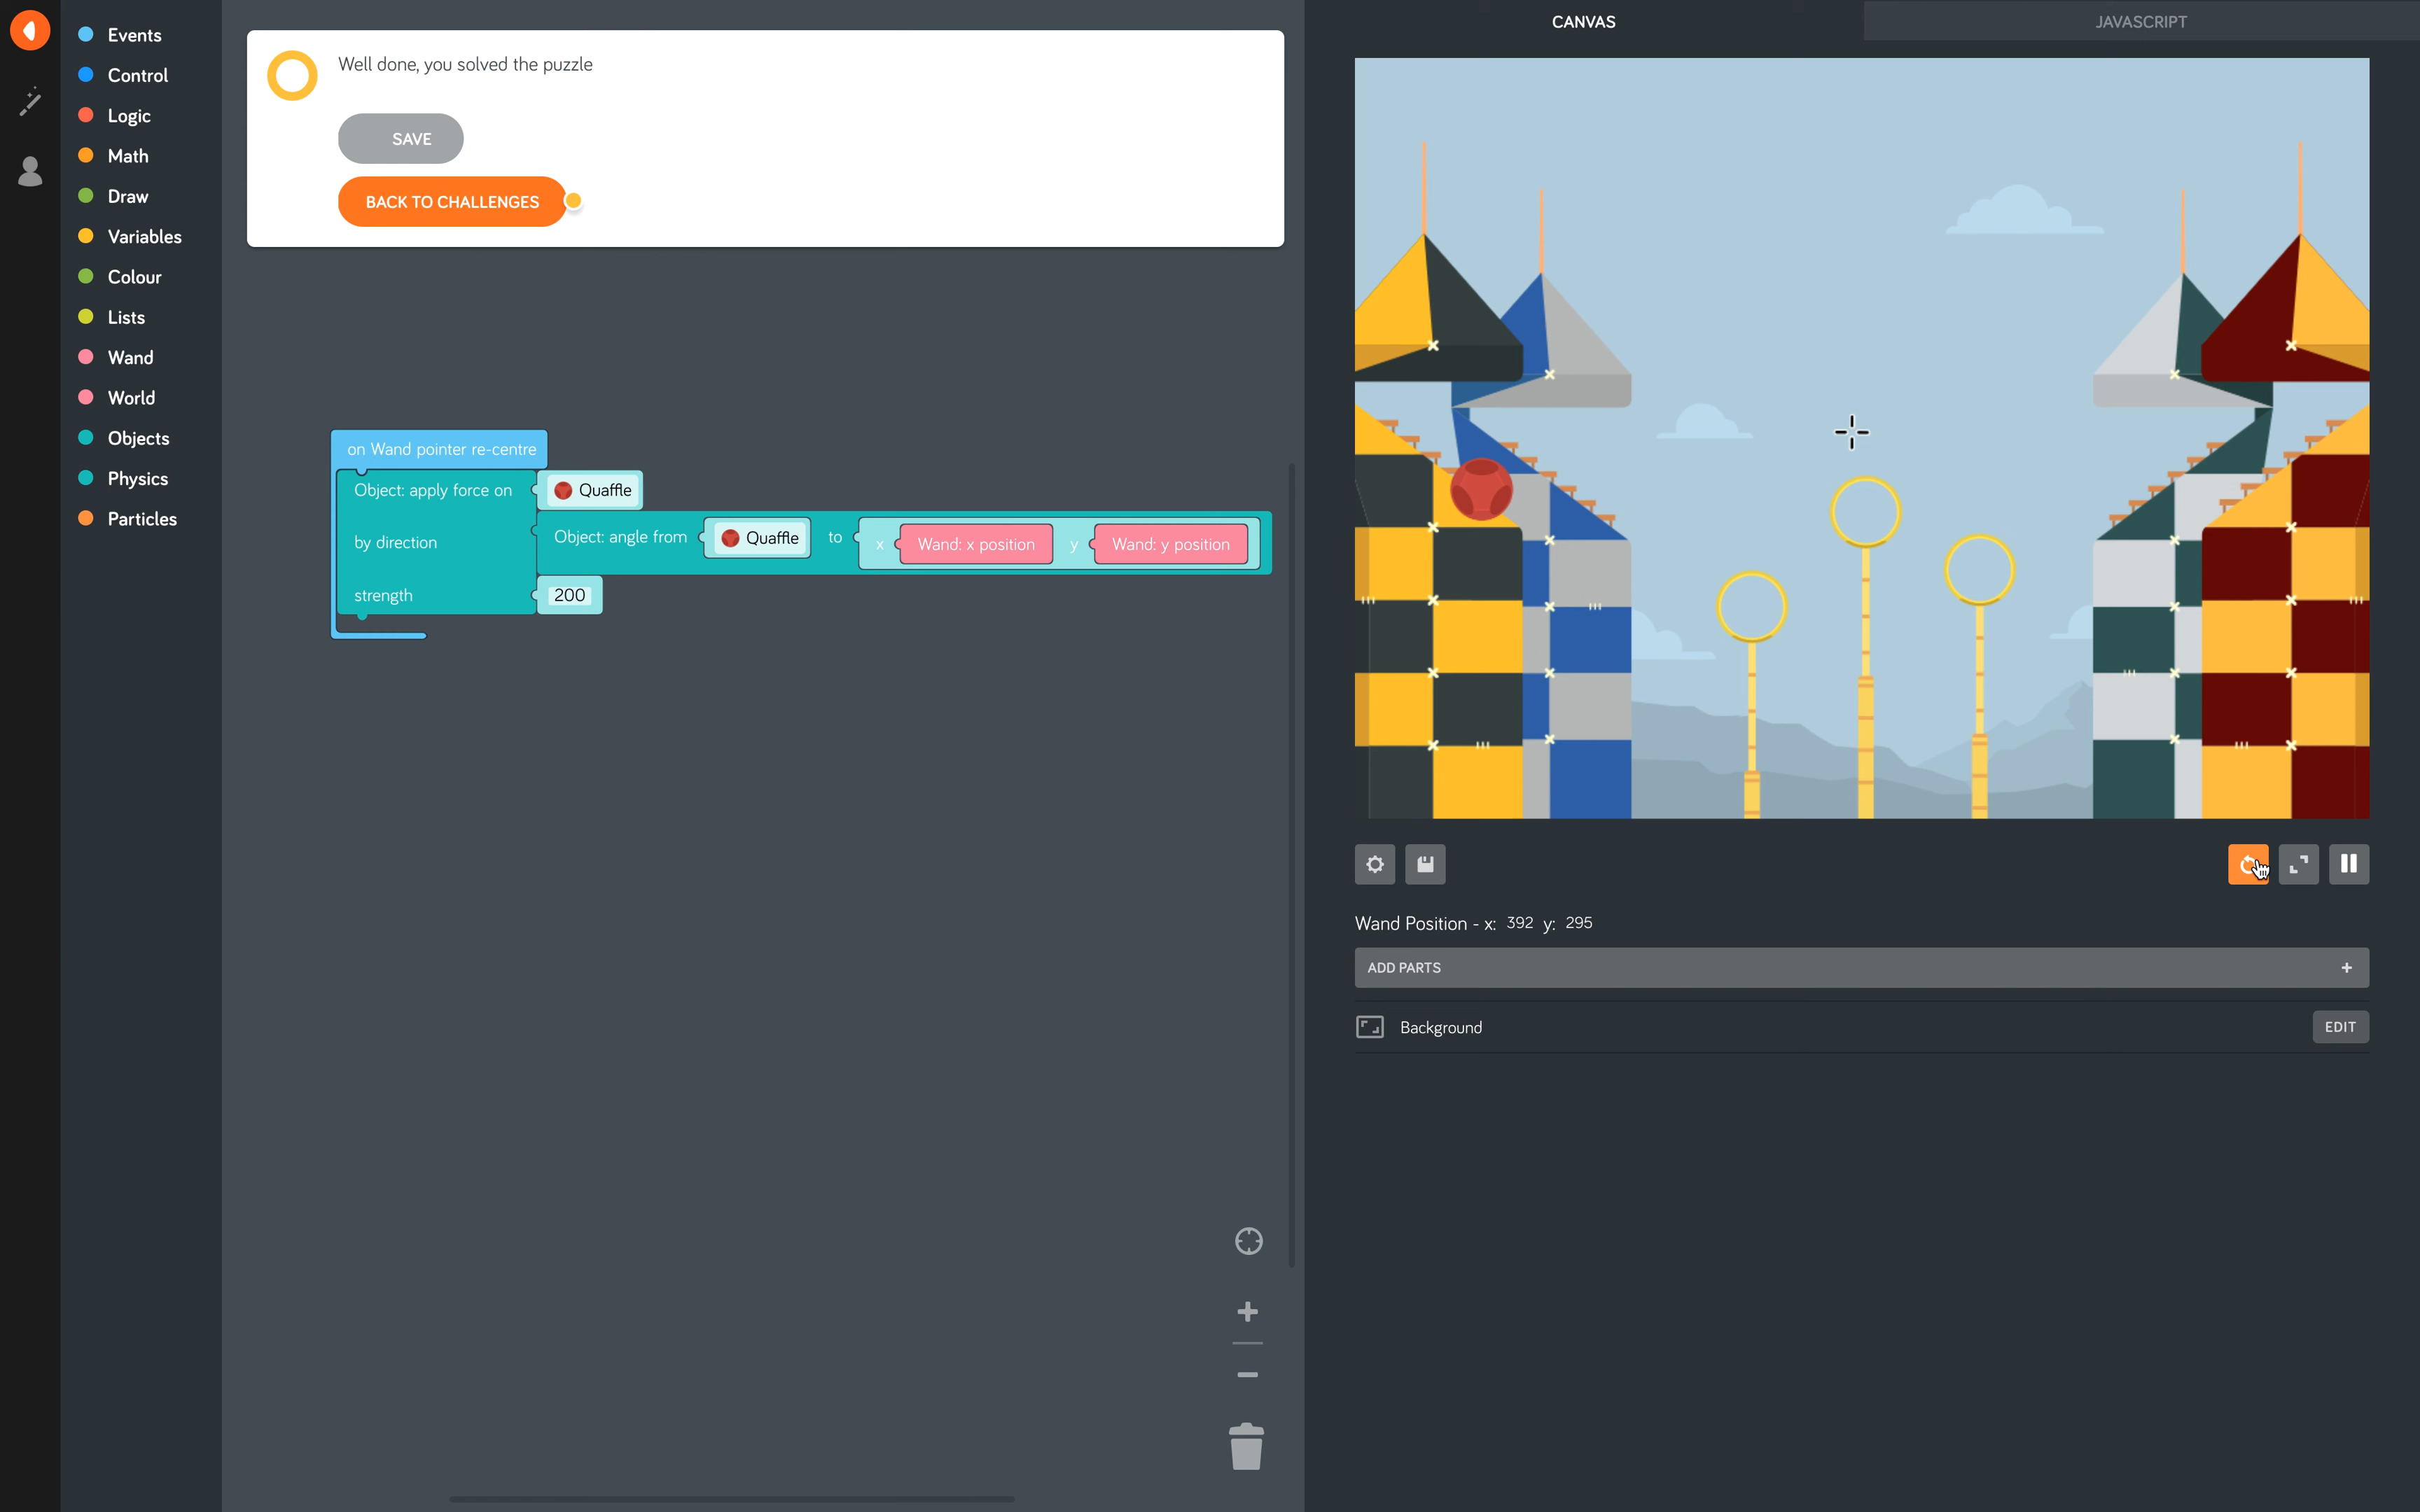 Events
Control
Logic
Math
Draw
Variables
Colour
Lists
Wand
World
Objects
Physics
Particles
Well done, you solved the puzzle
SAVE
BACK TO CHALLENGES
on Wand pointer re-centre
Object: apply force on Quaffle
by direction Object: angle from Quaffle to x Wand: x position y Wand: y position
strength 200
CANVAS JAVASCRIPT
Wand Position - x: 392 y: 295
ADD PARTS +
Background EDIT